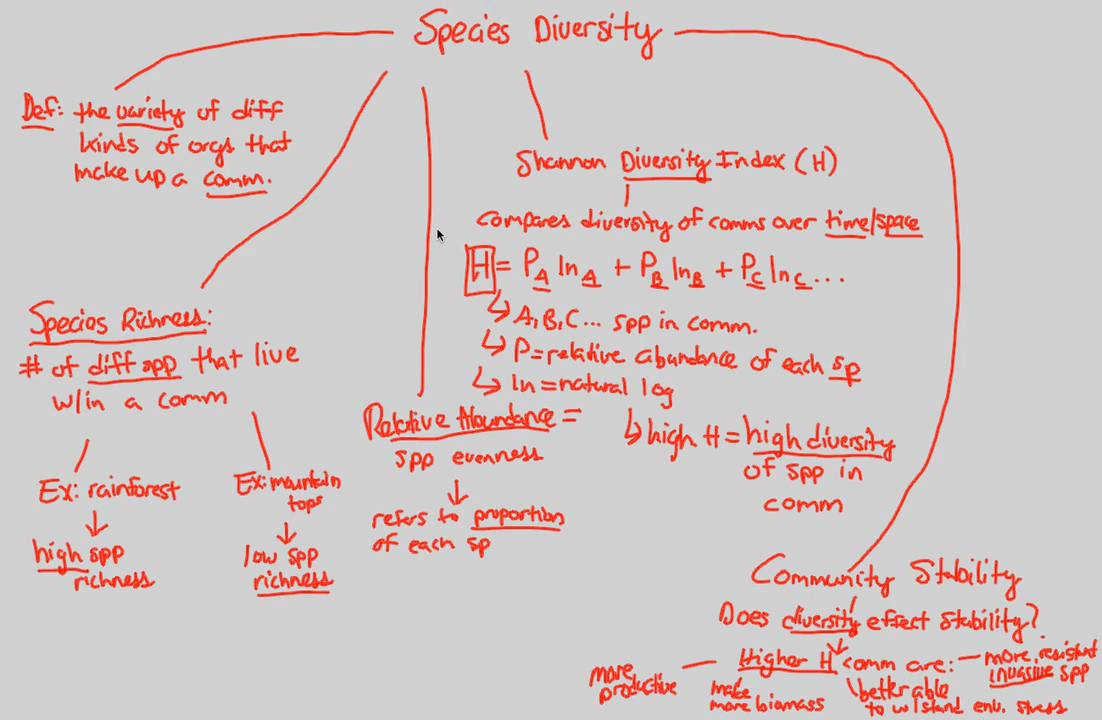 Species Diversity
Def: the variety of diff
kinds of orgs that
make up a comm.
Shannon Diversity Index (H)
compares diversity of comms over time/space
H = PA lnA + PB lnB + PC lnC ...
↳ A, B, C ... spp in comm.
↳ P = relative abundance of each sp
↳ ln = natural log
↳ high H = high diversity
of spp in
comm
Species Richness:
# of diff spp that live
w/in a comm
Ex: rainforest
high spp
richness
Ex: mountain
tops
low spp
richness
Relative Abundance =
spp evenness
refers to proportion
of each sp
Community Stability
Does diversity effect stability?
Higher H comm are:
more resistant
invasive spp
more
productive
make
more biomass
better able
to w/stand env. stress